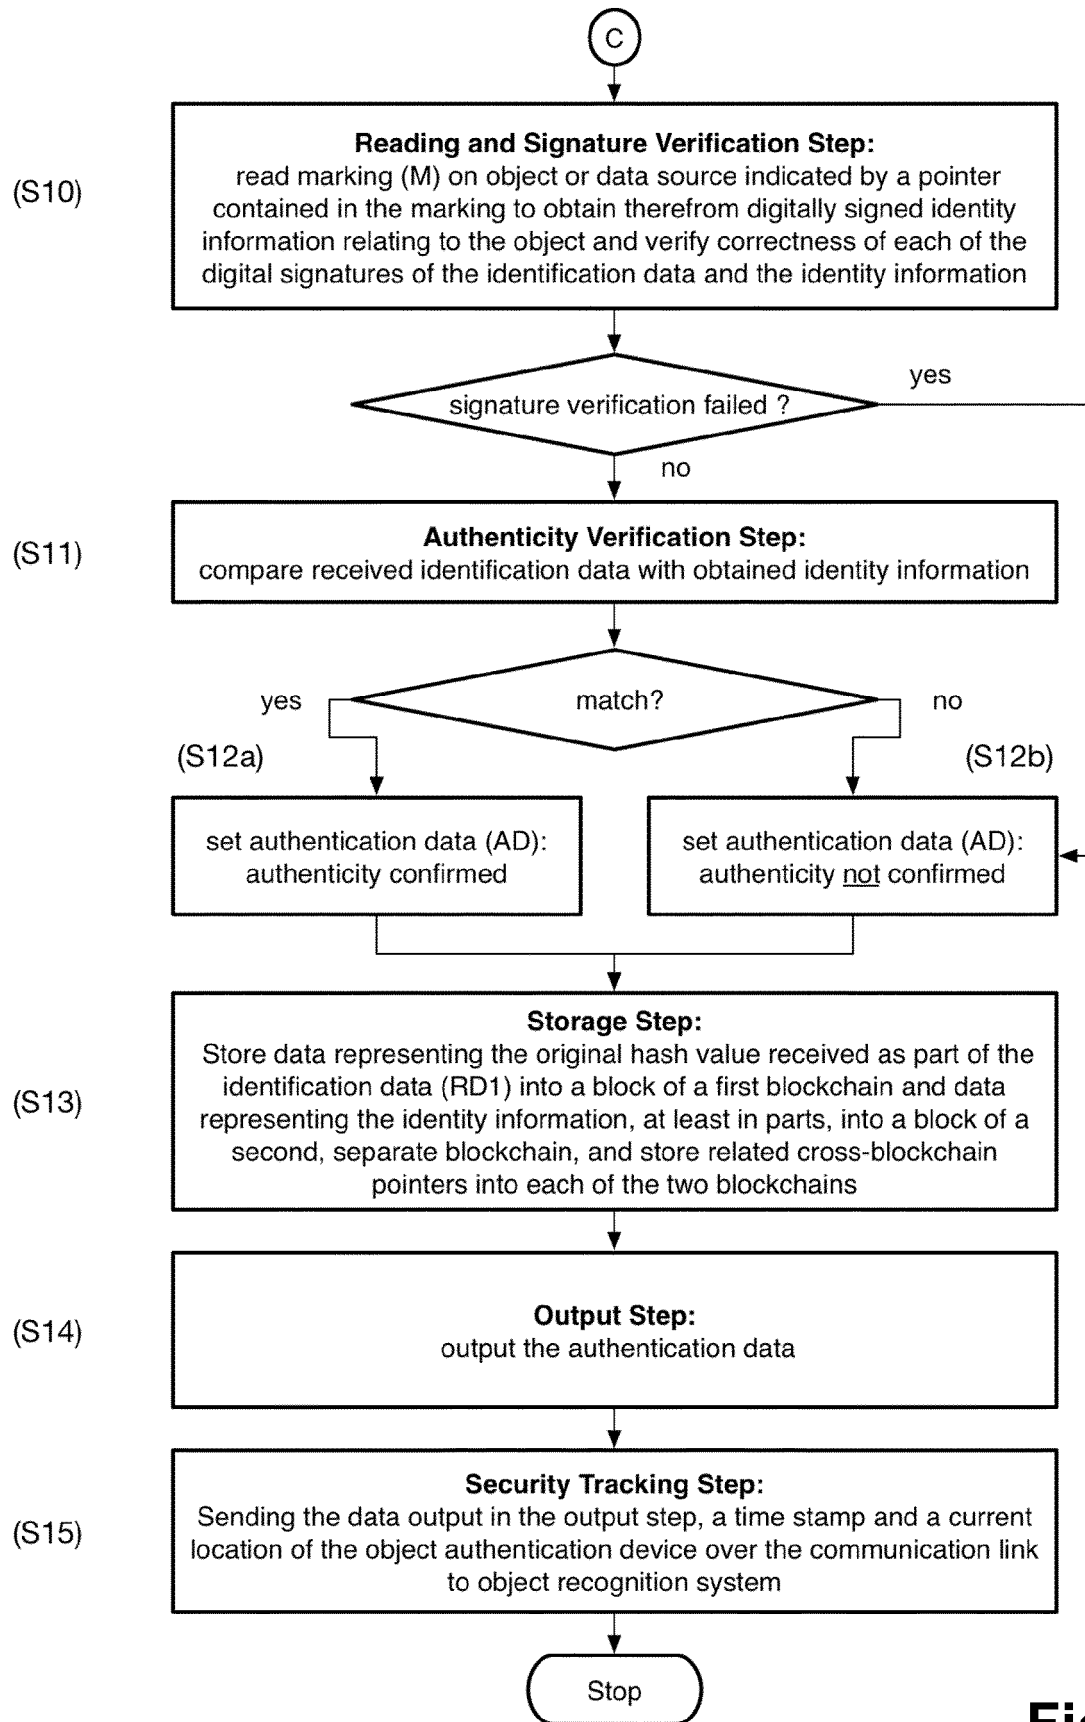 C
(S10)
Reading and Signature Verification Step:
read marking (M) on object or data source indicated by a pointer
contained in the marking to obtain therefrom digitally signed identity
information relating to the object and verify correctness of each of the
digital signatures of the identification data and the identity information
signature verification failed ?
yes
no
(S11)
Authenticity Verification Step:
compare received identification data with obtained identity information
yes
match?
no
(S12a)
(S12b)
set authentication data (AD):
authenticity confirmed
set authentication data (AD):
authenticity not confirmed
(S13)
Storage Step:
Store data representing the original hash value received as part of the
identification data (RD1) into a block of a first blockchain and data
representing the identity information, at least in parts, into a block of a
second, separate blockchain, and store related cross-blockchain
pointers into each of the two blockchains
(S14)
Output Step:
output the authentication data
(S15)
Security Tracking Step:
Sending the data output in the output step, a time stamp and a current
location of the object authentication device over the communication link
to object recognition system
Stop